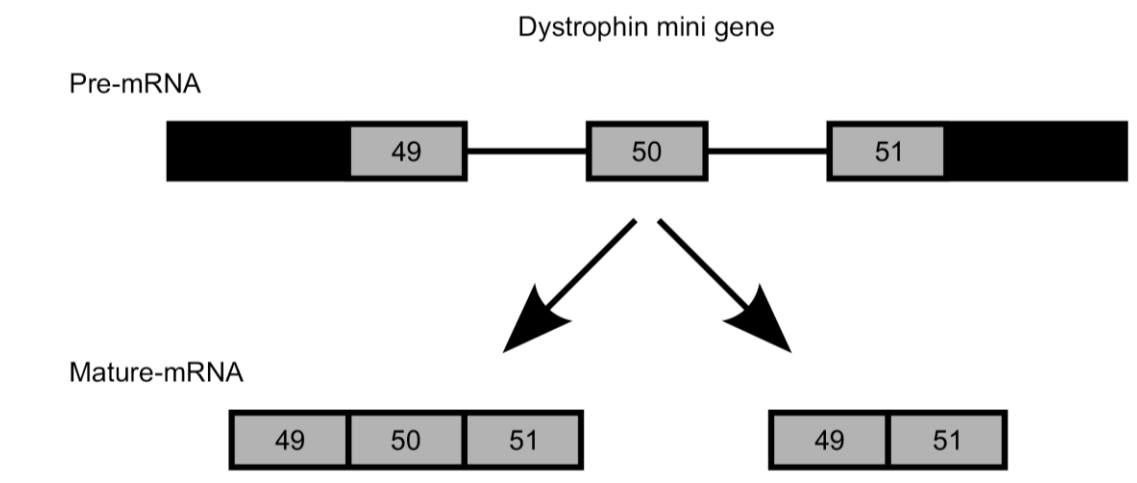 Dystrophin mini gene
Pre-mRNA
49 50 51
Mature-mRNA
49 50 51 49 51